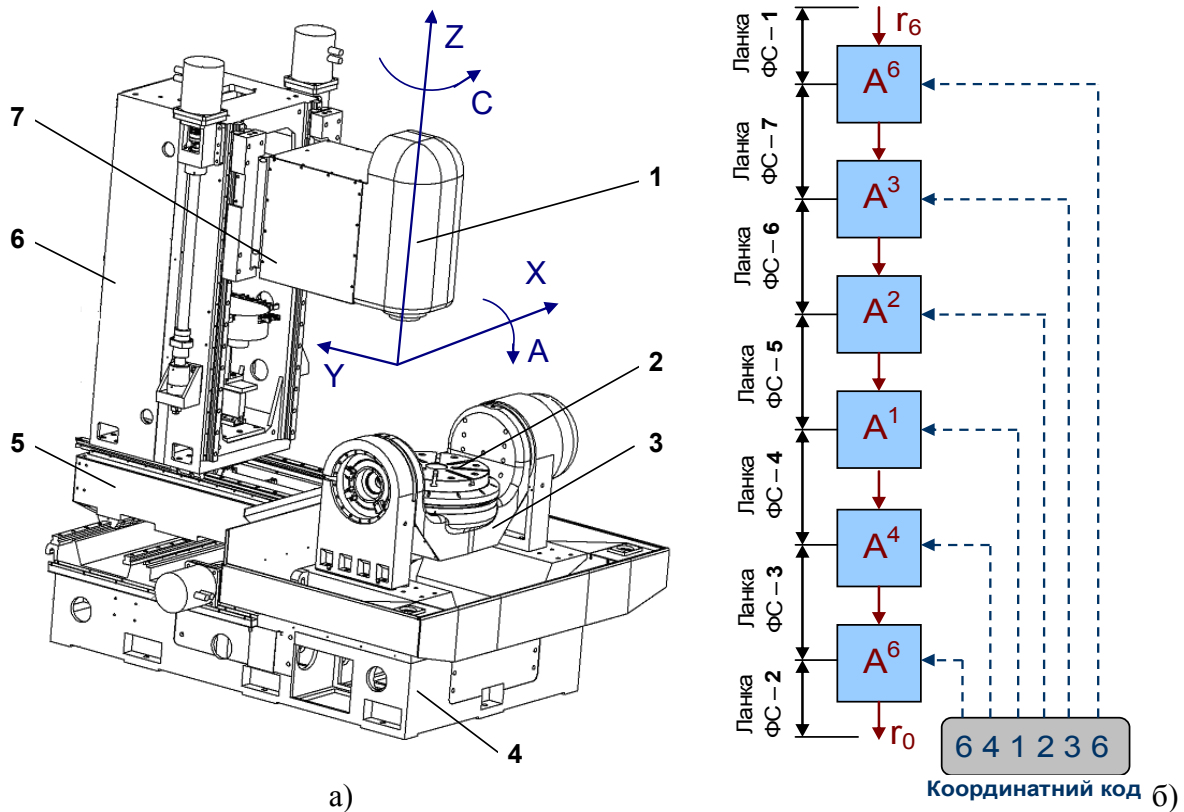 Z
C
7
1
6
X
A
Y
2
3
5
4
а)
Ланка
ФС – 1
r6
A6
Ланка
ФС – 7
A3
Ланка
ФС – 6
A2
Ланка
ФС – 5
A1
Ланка
ФС – 4
A4
Ланка
ФС – 3
A6
Ланка
ФС – 2
r0
6 4 1 2 3 6
Координатний код
б)